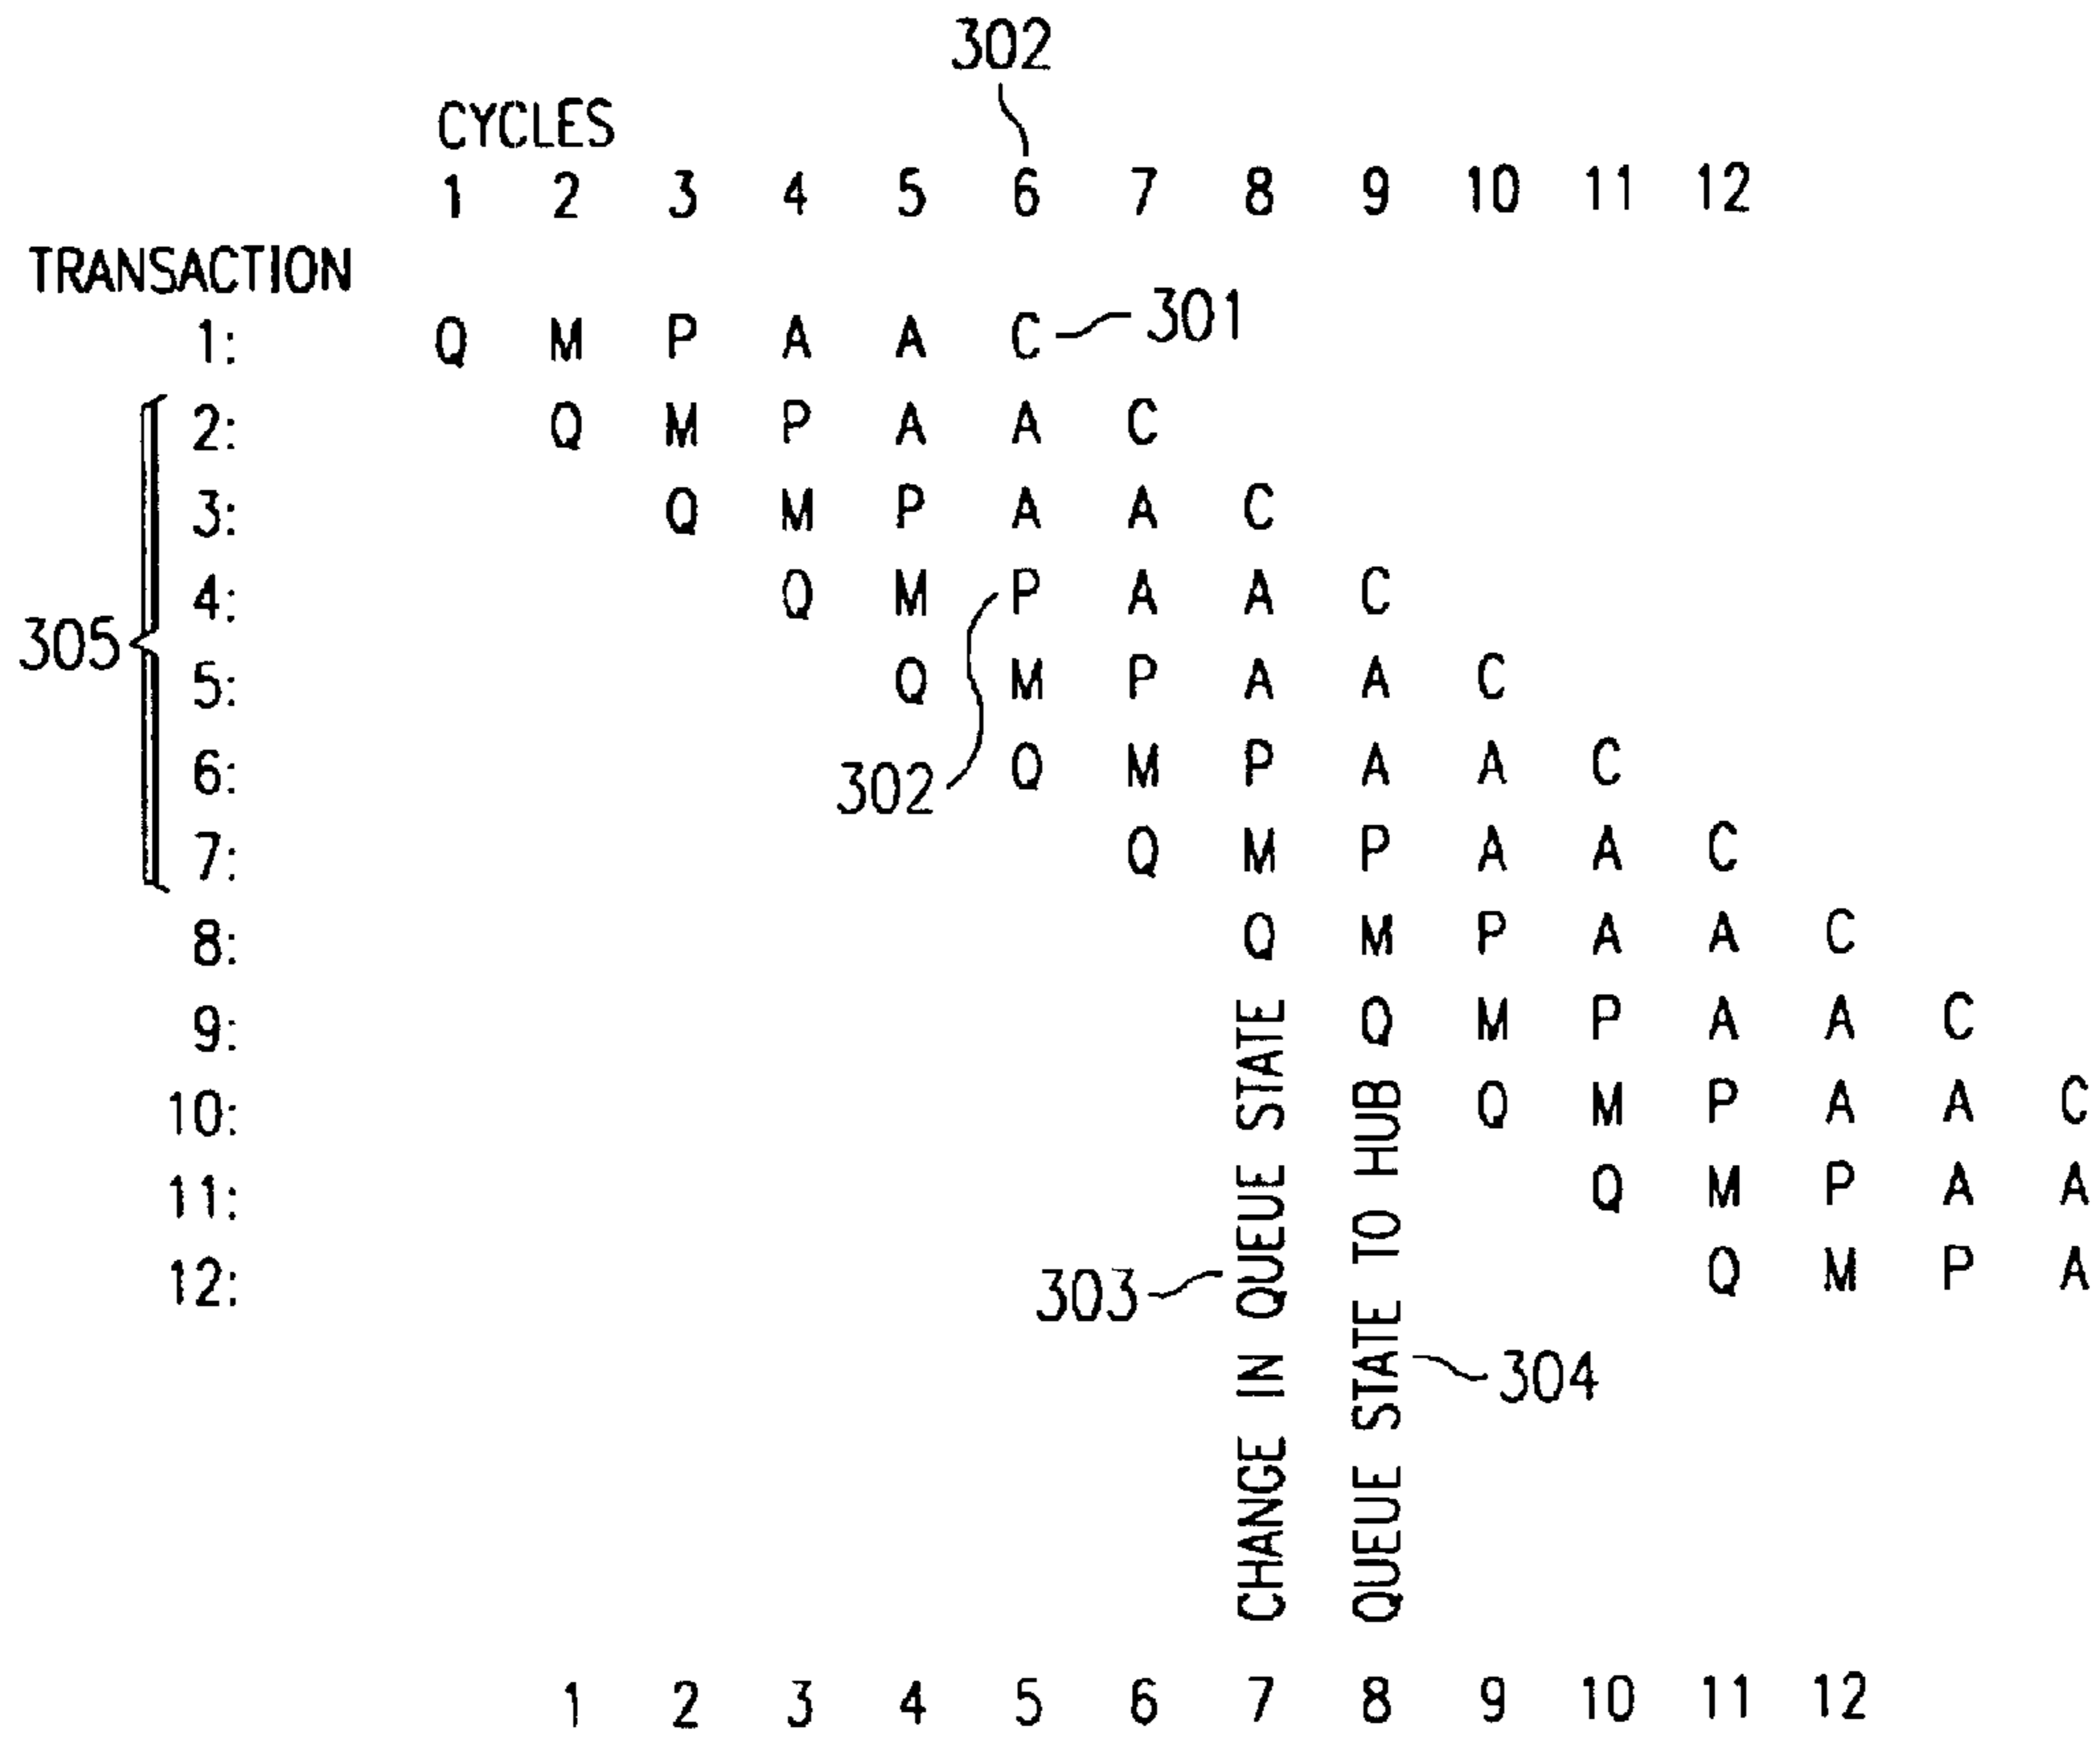 302
CYCLES
1 2 3 4 5 6 7 8 9 10 11 12
TRANSACTION
1: Q M P A A C 301
2: Q M P A A C
3: Q M P A A C
4: Q M P A A C
305
5: Q M P A A C
302
6: Q M P A A C
7: Q M P A A C
8: Q M P A A C
9: Q M P A A C
10: Q M P A A C
11: Q M P A A
12: Q M P A
CHANGE IN QUEUE STATE
QUEUE STATE TO HUB
303
304
1 2 3 4 5 6 7 8 9 10 11 12